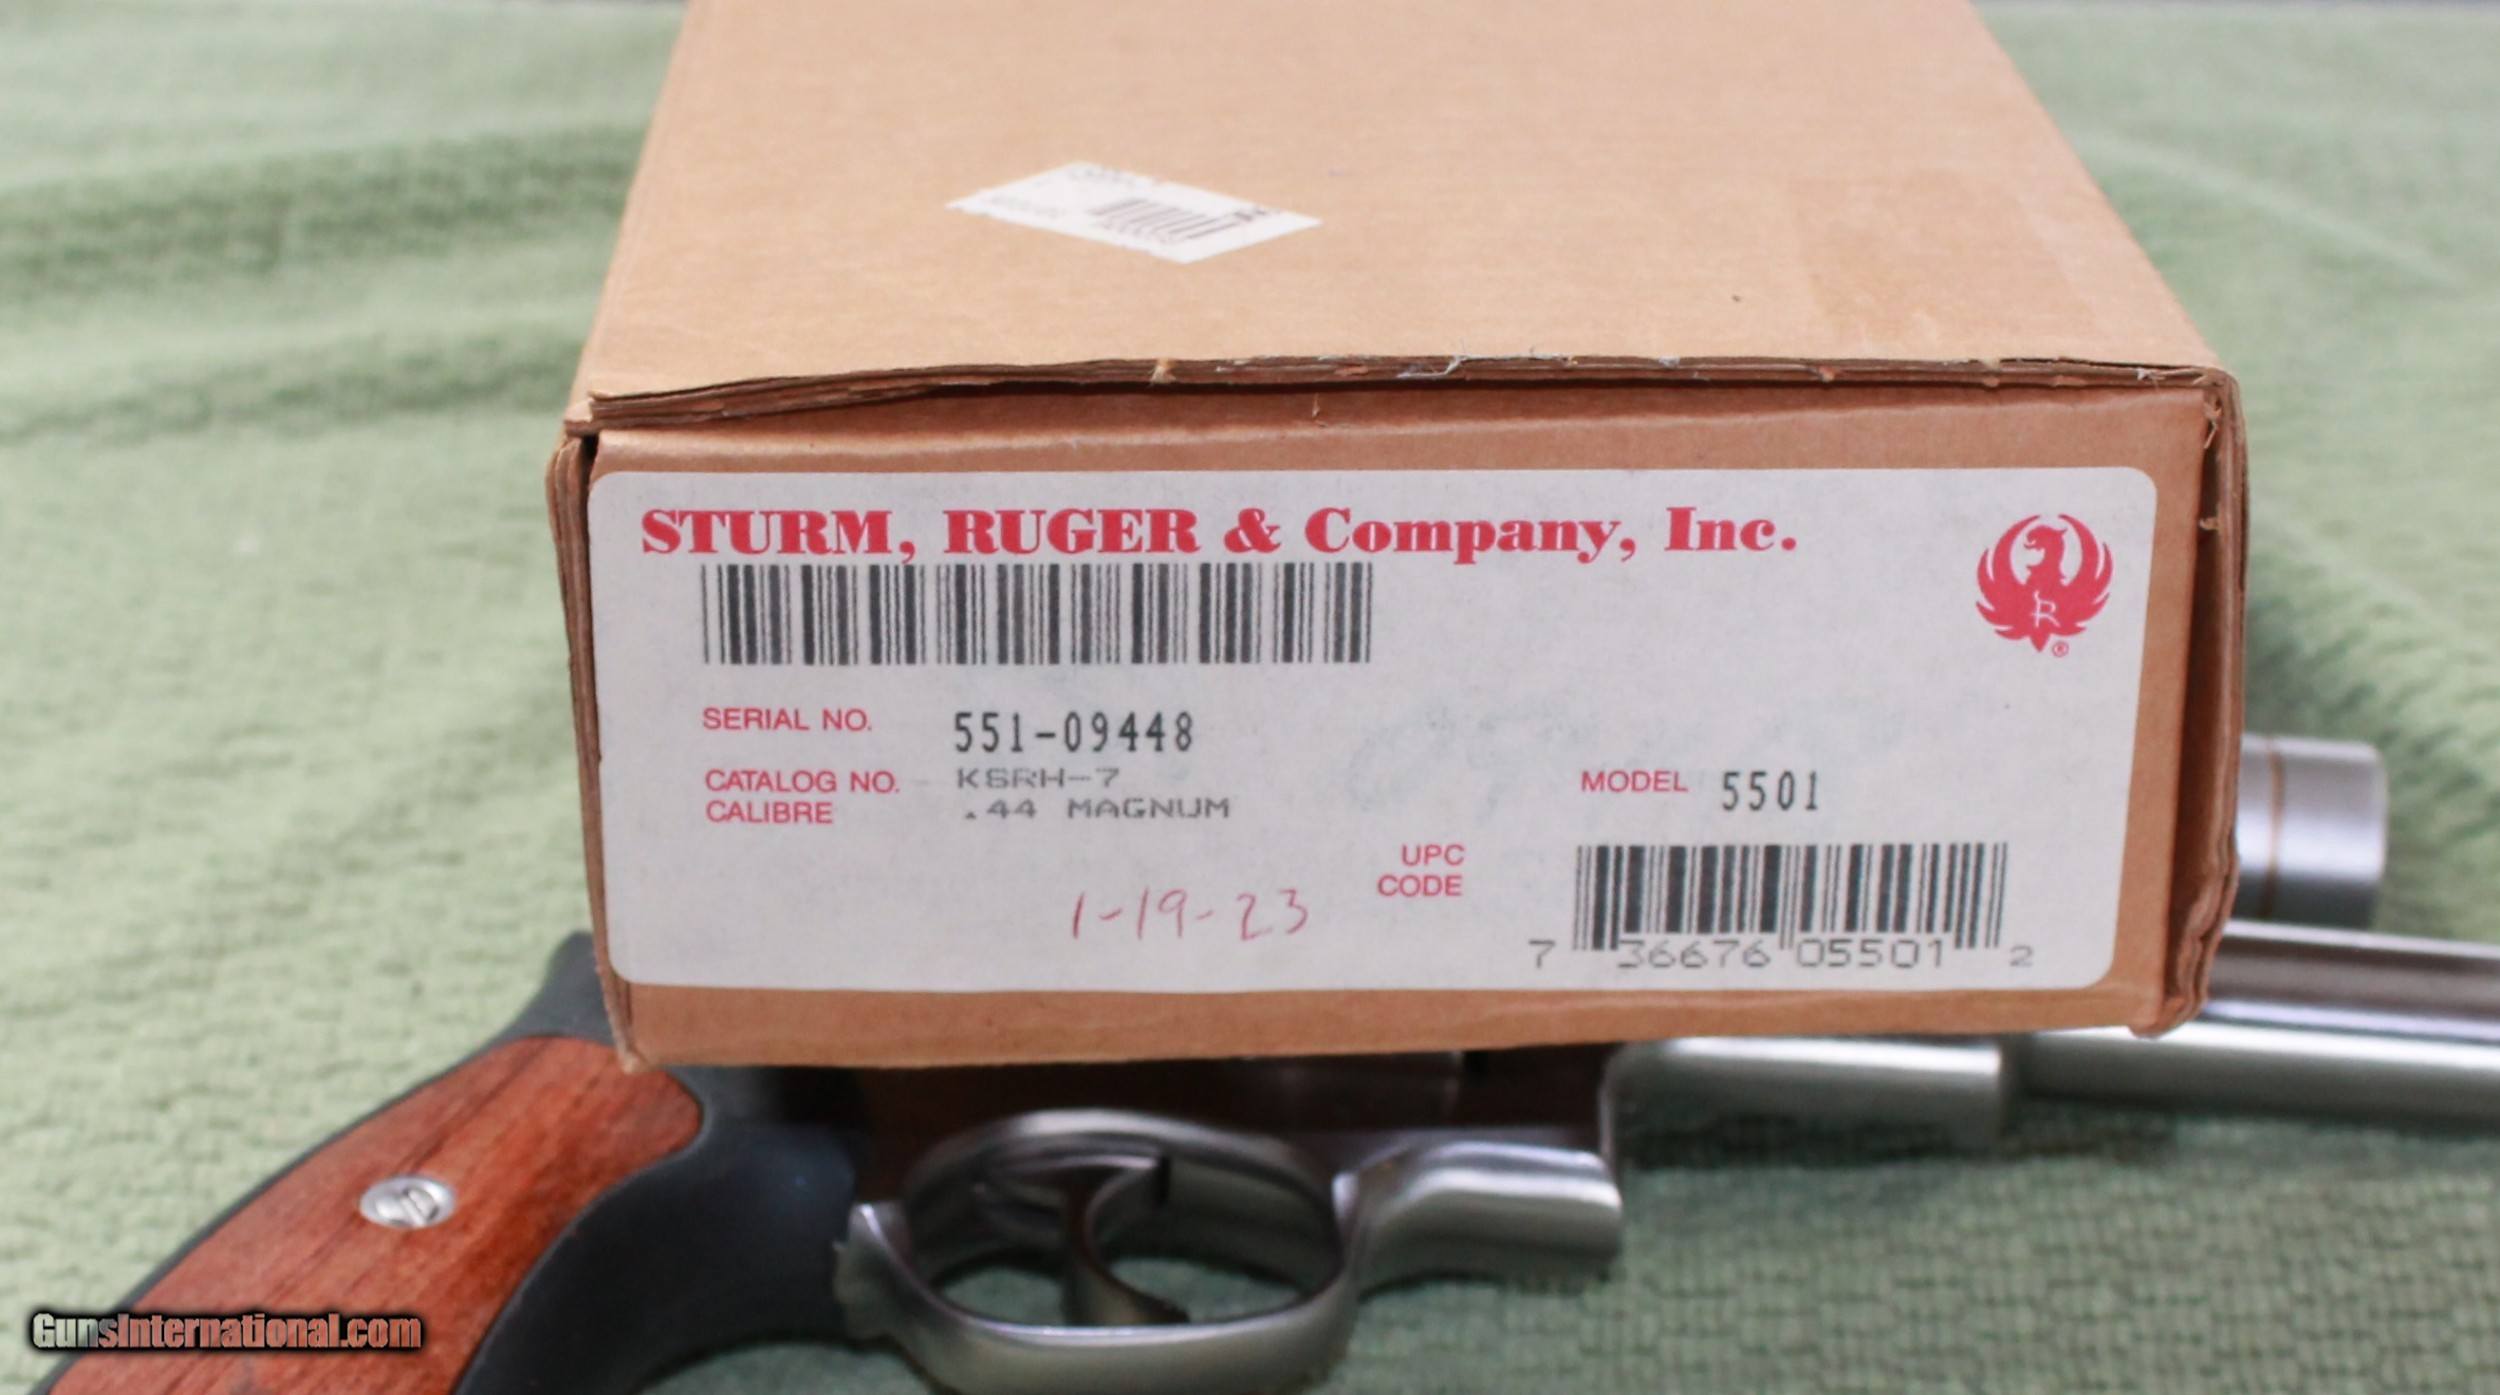 STURM, RUGER & Company, Inc.
R
®
SERIAL NO. 551-09448
CATALOG NO. KSRH-7
CALIBRE .44 MAGNUM
MODEL 5501
UPC
CODE
1-19-23
7 36676 05501 2
GunsInternational.com